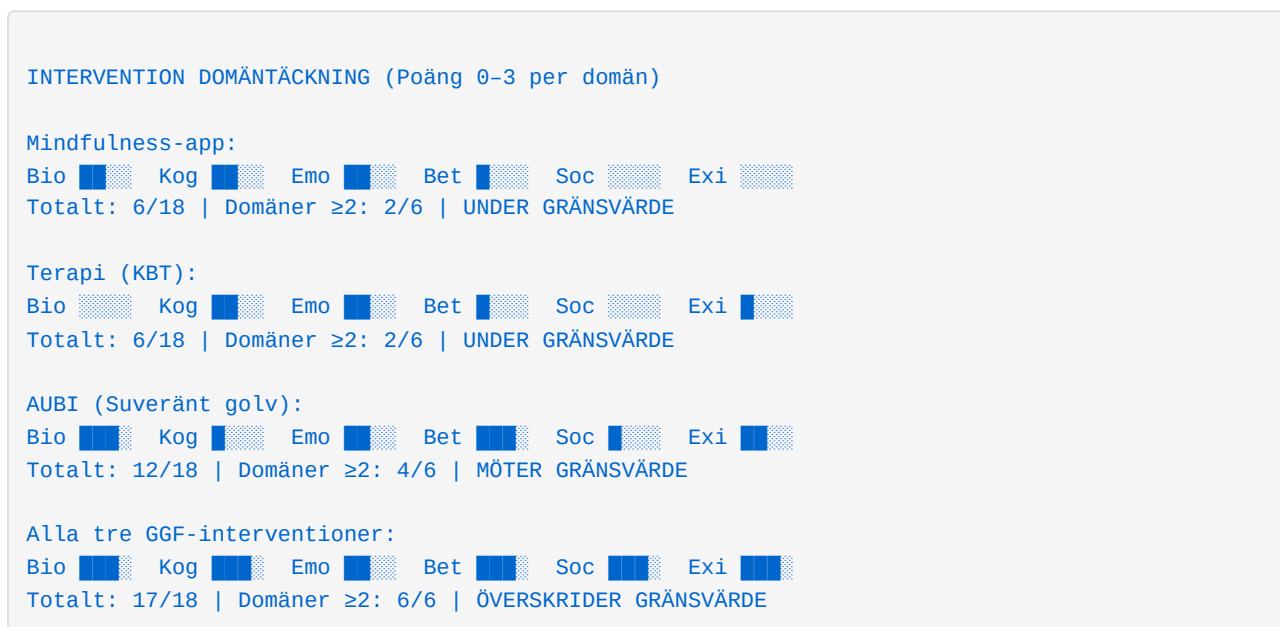 INTERVENTION DOMÄNTÄCKNING (Poäng 0–3 per domän)
Mindfulness-app:
Bio ██░░  Kog ██░░  Emo ██░░  Bet █░░░  Soc ░░░░  Exi ░░░░
Totalt: 6/18 | Domäner ≥2: 2/6 | UNDER GRÄNSVÄRDE
Terapi (KBT):
Bio ░░░░  Kog ██░░  Emo ██░░  Bet █░░░  Soc ░░░░  Exi █░░░
Totalt: 6/18 | Domäner ≥2: 2/6 | UNDER GRÄNSVÄRDE
AUBI (Suveränt golv):
Bio ███░  Kog █░░░  Emo ██░░  Bet ███░  Soc █░░░  Exi ██░░
Totalt: 12/18 | Domäner ≥2: 4/6 | MÖTER GRÄNSVÄRDE
Alla tre GGF-interventioner:
Bio ███░  Kog ███░  Emo ██░░  Bet ███░  Soc ███░  Exi ███░
Totalt: 17/18 | Domäner ≥2: 6/6 | ÖVERSKRIDER GRÄNSVÄRDE